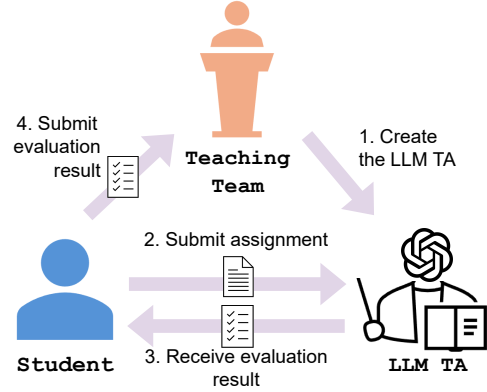 4. Submit
evaluation
result
Teaching
Team
1. Create
the LLM TA
2. Submit assignment
Student
3. Receive evaluation
result
LLM TA